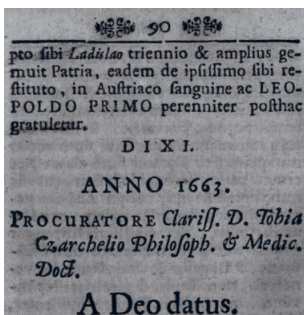 90
pto sibi Ladislao triennio & amplius ge-
muit Patria, eadem de ipsissimo sibi re-
stituto, in Austriaco sanguine ac LEO-
POLDO PRIMO perenniter posthac
gratuletur.
DIXI.
ANNO 1663.
PROCURATORE Clariss. D. Tobia
Czarchelio Philosoph. & Medic.
Doct.
A Deo datus.